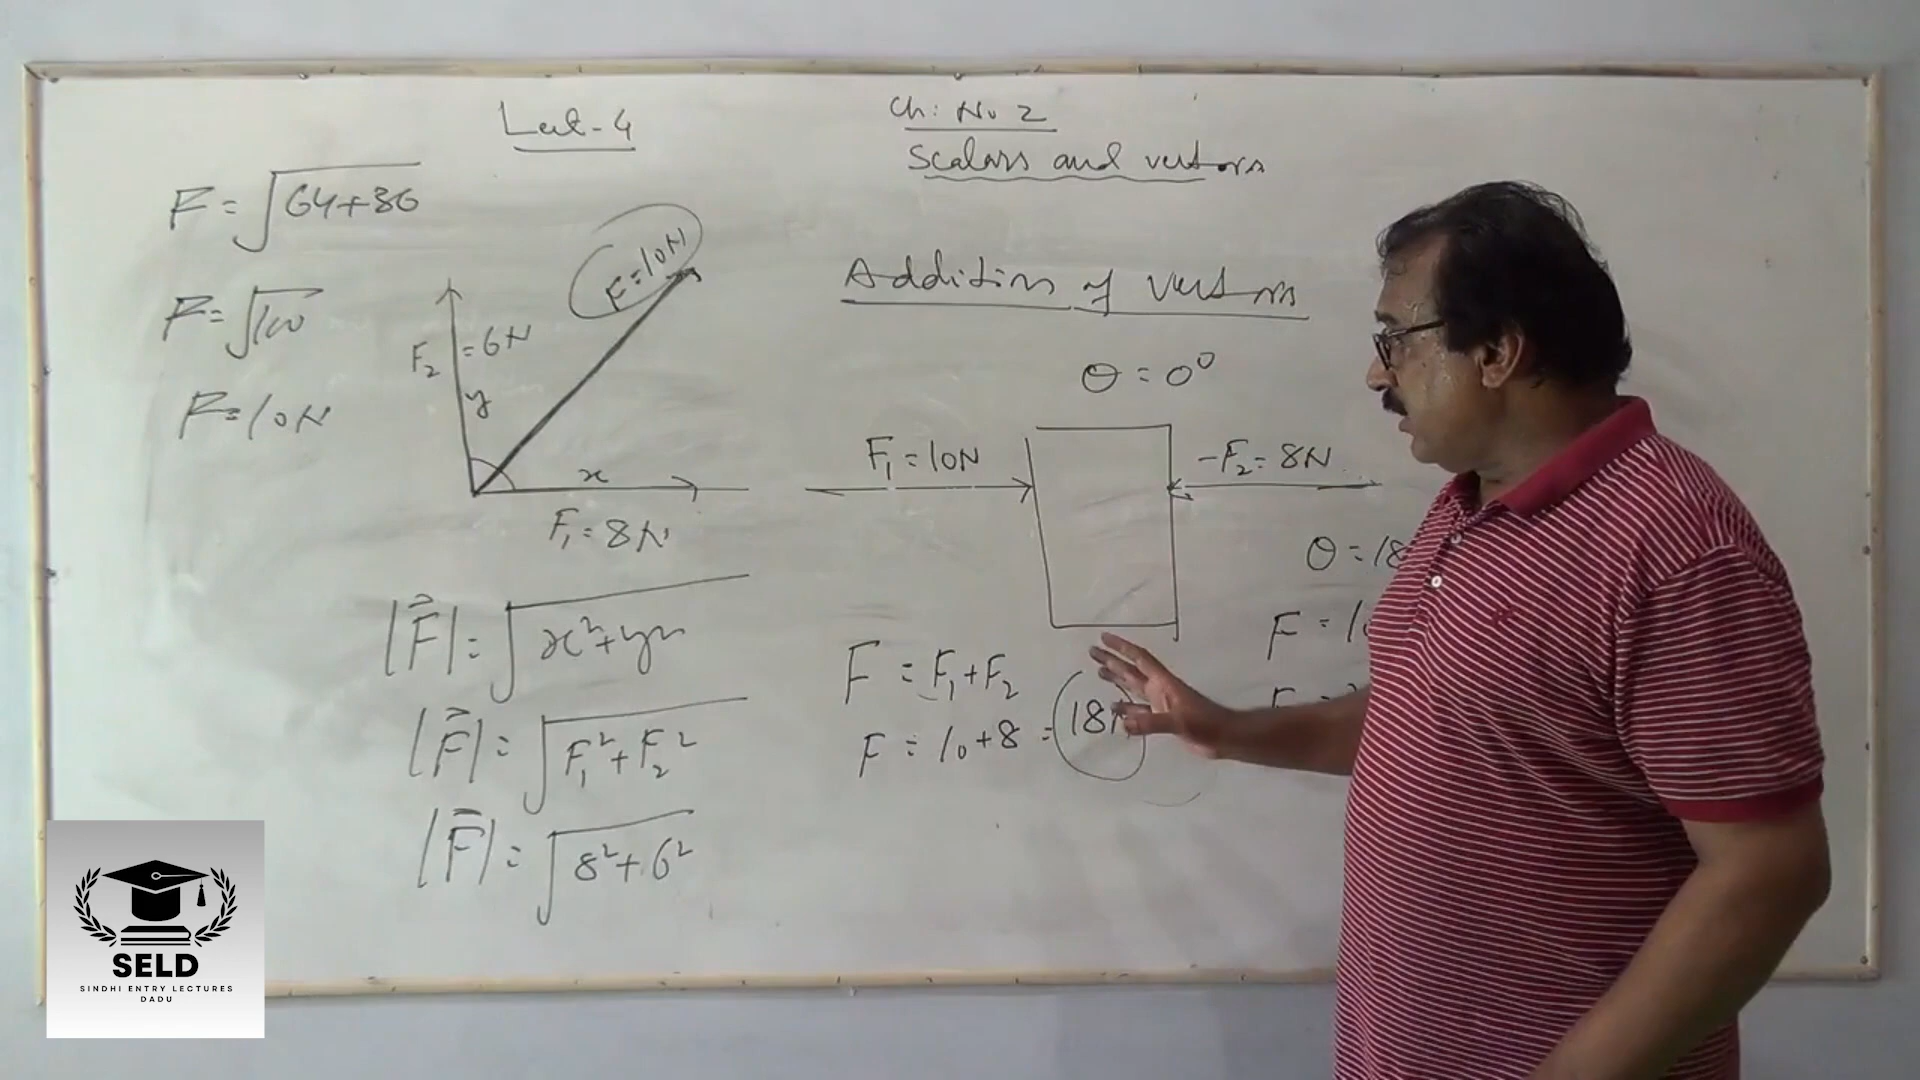 Lect-4
Ch: No 2
Scalars and vectors
F = √64+36
F = √100
F = 10N
F = 10N
F₂ = 6N
y
x
F₁ = 8N
|F⃗| = √x²+y²
|F⃗| = √F₁²+F₂²
|F⃗| = √8²+6²
Addition of vectors
θ = 0°
F₁ = 10N
-F₂ = 8N
θ = 18
F = F₁+F₂
F = 10+8 = 18N
SELD
SINDHI ENTRY LECTURES
DADU